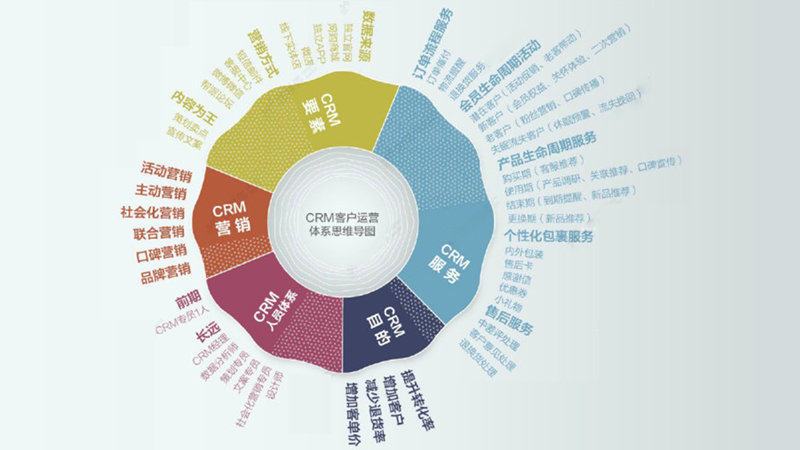 CRM客户运营
体系思维导图
CRM
要素
数据来源
独立官网
淘购商城
独立APP
微店
线下实体店
营销方式
短信邮件
客服中心
微博微信
帮派论坛
内容为王
策划卖点
宣传文案
CRM
服务
订单流程服务
订单催付
物流提醒
退换货服务
会员生命周期活动
潜在客户（活动促销、老客带动）
新客户（会员权益、关怀体验、二次营销）
老客户（粉丝营销、口碑传播）
失眠流失客户（休眠预警、流失挽回）
产品生命周期服务
购买期（客服推荐）
使用期（产品调研、关联推荐、口碑宣传）
结束期（到期提醒、新品推荐）
更换期（新品推荐）
个性化包裹服务
内外包装
售后卡
感谢信
优惠券
小礼物
售后服务
中差评处理
客户意见处理
退换货处理
CRM
目的
提升转化率
增加客户
减少退货率
增加客单价
CRM
人员体系
前期
CRM专员1人
长远
CRM经理
数据分析师
策划专员
文案专员
社会化营销专员
设计师
CRM
营销
活动营销
主动营销
社会化营销
联合营销
口碑营销
品牌营销